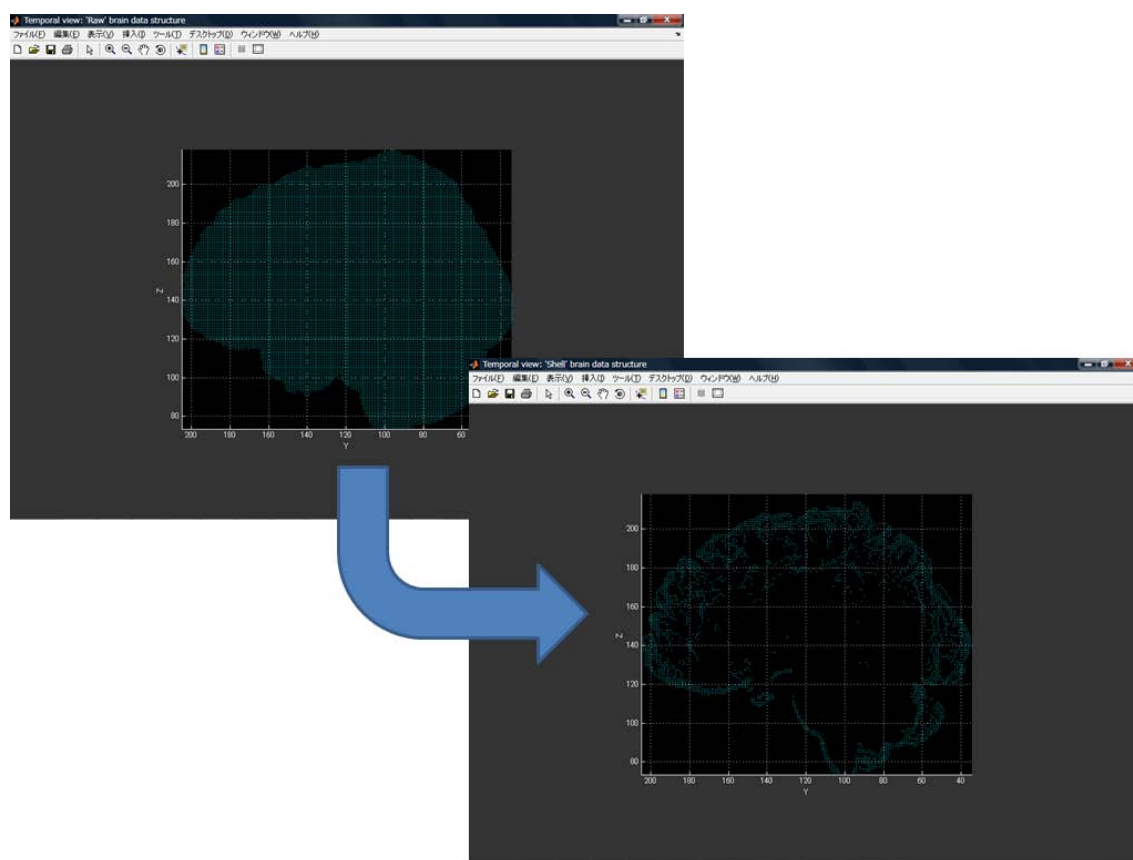 Temporal view: 'Raw' brain data structure
ファイル(F) 編集(E) 表示(V) 挿入(I) ツール(T) デスクトップ(D) ウィンドウ(W) ヘルプ(H)
200
180
160
Z
140
120
100
80
200 180 160 140 120 100 80 60
Y
Temporal view: 'Shell' brain data structure
ファイル(F) 編集(E) 表示(V) 挿入(I) ツール(T) デスクトップ(D) ウィンドウ(W) ヘルプ(H)
200
180
160
Z
140
120
100
80
200 180 160 140 120 100 80 60 40
Y